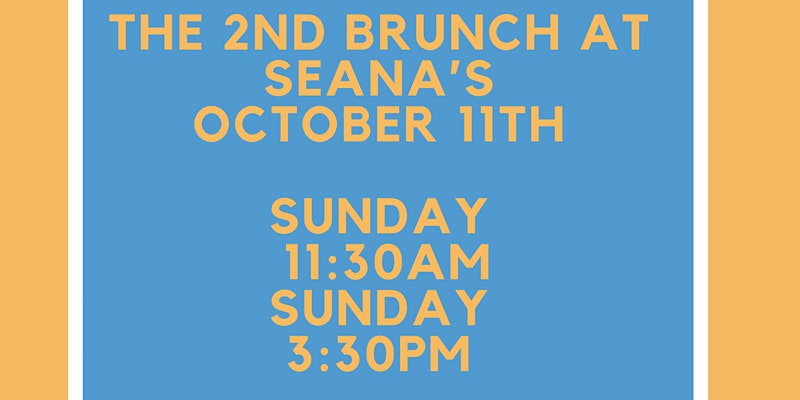 THE 2ND BRUNCH AT
SEANA'S
OCTOBER 11TH
SUNDAY
11:30AM
SUNDAY
3:30PM